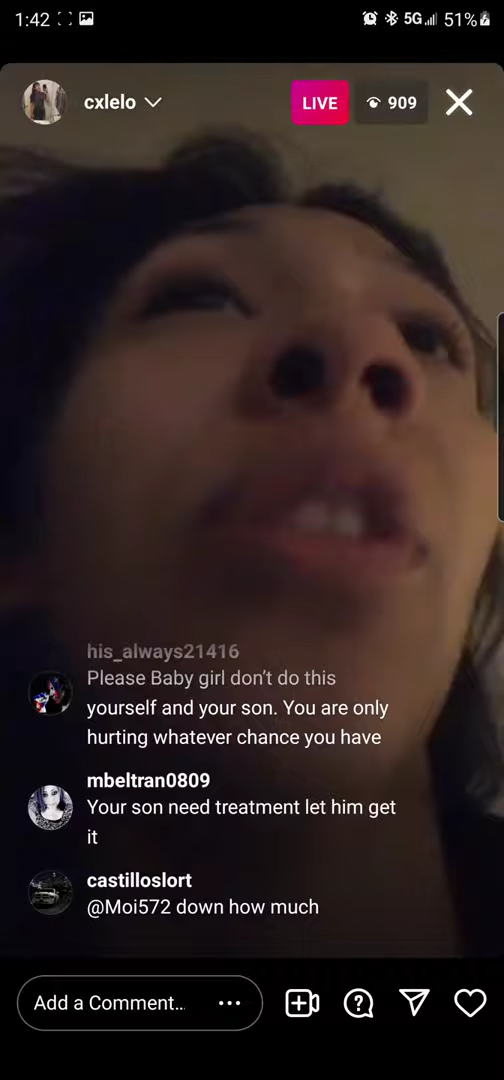 1:42
5G
51%
cxlelo
LIVE
909
his_always21416
Please Baby girl don't do this
yourself and your son. You are only
hurting whatever chance you have
mbeltran0809
Your son need treatment let him get
it
castilloslort
@Moi572 down how much
Add a Comment...